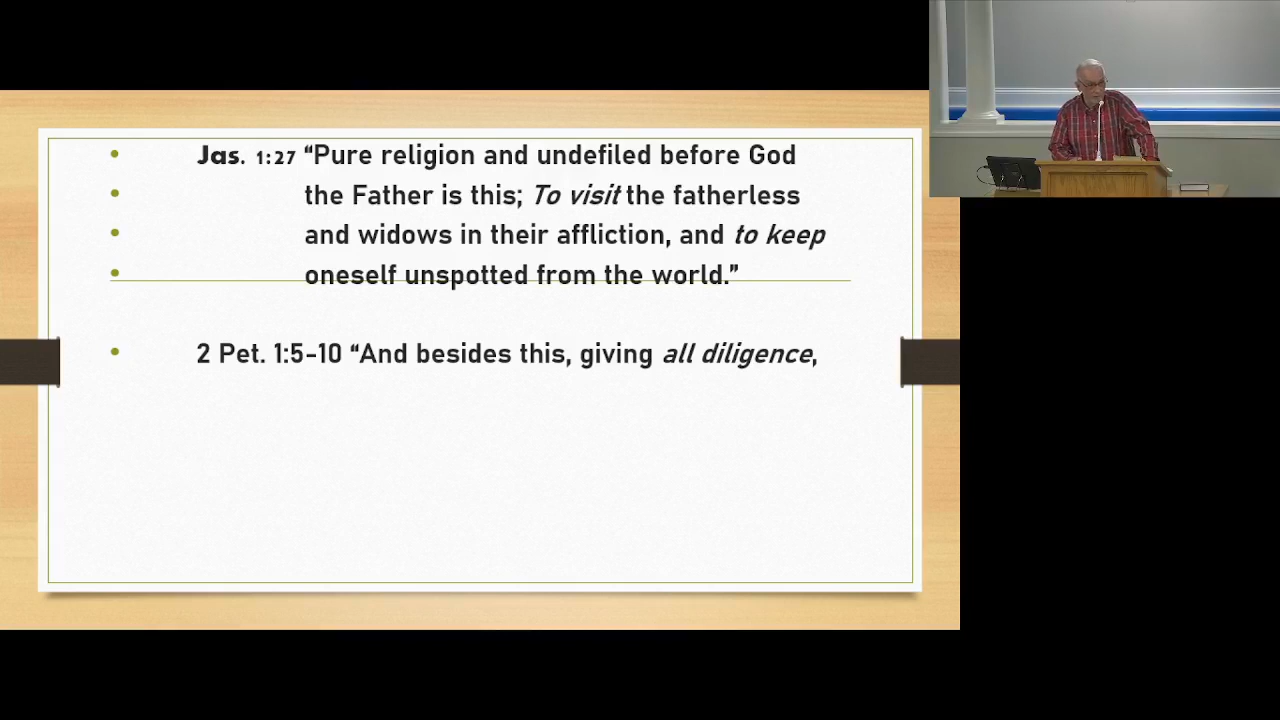 Jas. 1:27 “Pure religion and undefiled before God
the Father is this; To visit the fatherless
and widows in their affliction, and to keep
oneself unspotted from the world.”
2 Pet. 1:5-10 “And besides this, giving all diligence,